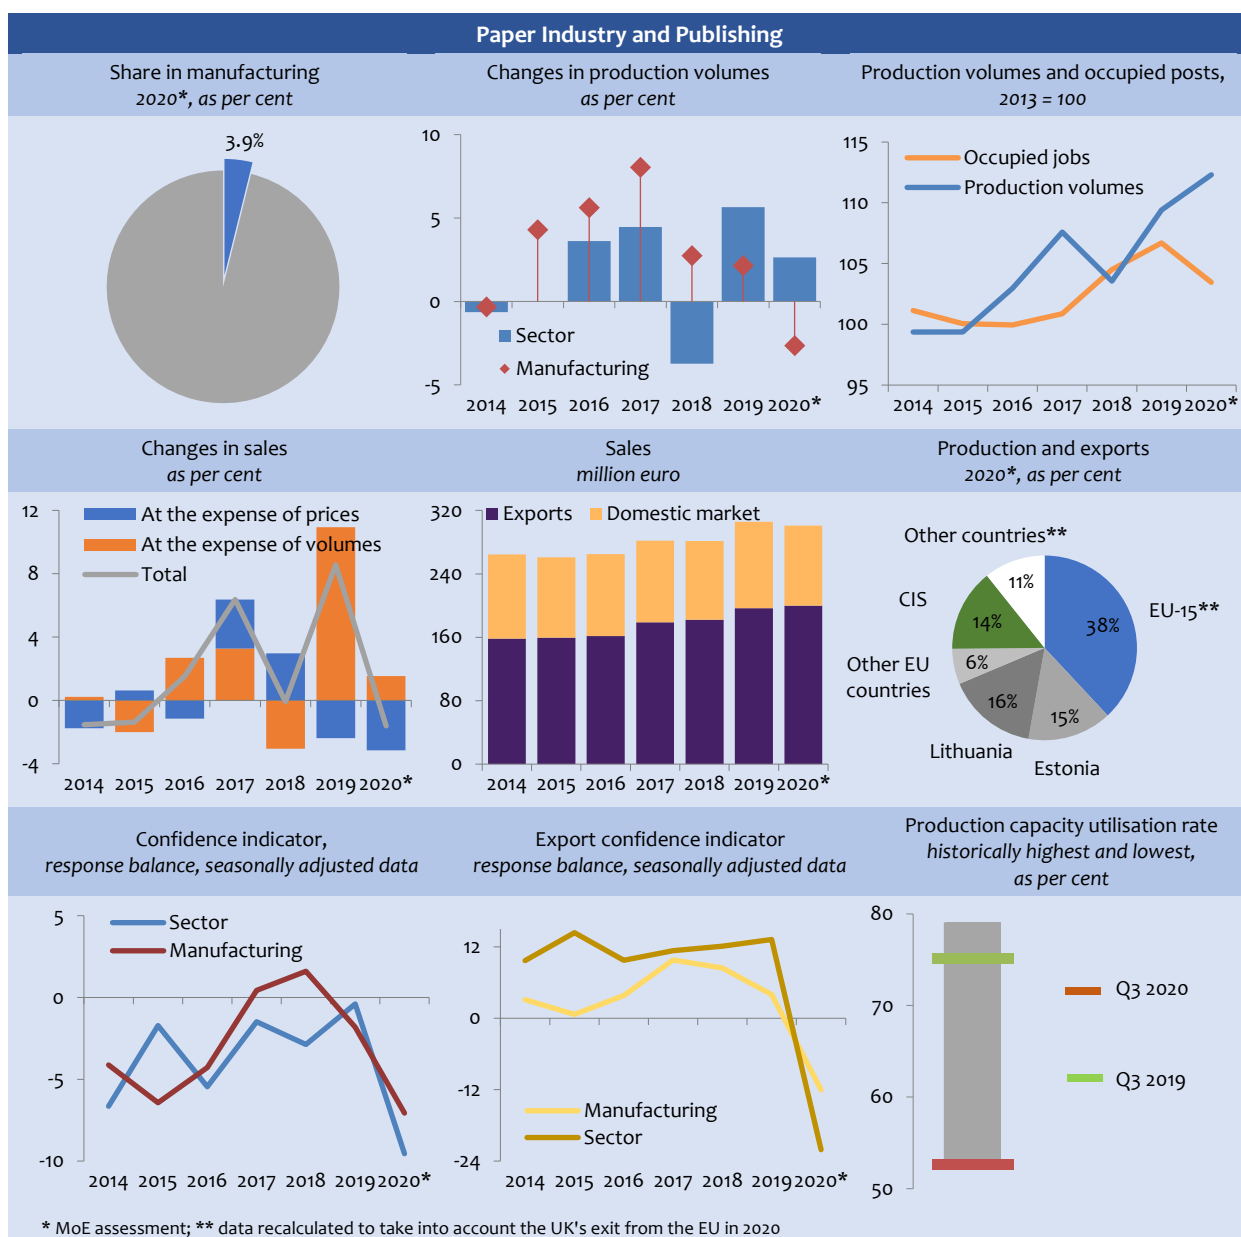 Paper Industry and Publishing
Share in manufacturing
2020*, as per cent
3.9%
Changes in production volumes
as per cent
10
5
0
-5
Sector
Manufacturing
2014 2015 2016 2017 2018 2019 2020*
Production volumes and occupied posts,
2013 = 100
115
110
105
100
95
Occupied jobs
Production volumes
2014 2015 2016 2017 2018 2019 2020*
Changes in sales
as per cent
12
8
4
0
-4
At the expense of prices
At the expense of volumes
Total
2014 2015 2016 2017 2018 2019 2020*
Sales
million euro
320
240
160
80
0
Exports
Domestic market
2014 2015 2016 2017 2018 2019 2020*
Production and exports
2020*, as per cent
Other countries**
11%
CIS
14%
EU-15**
38%
Other EU
countries
6%
16%
15%
Lithuania
Estonia
Confidence indicator,
response balance, seasonally adjusted data
5
0
-5
-10
Sector
Manufacturing
2014 2015 2016 2017 2018 2019 2020*
Export confidence indicator
response balance, seasonally adjusted data
12
0
-12
-24
Manufacturing
Sector
2014 2015 2016 2017 2018 2019 2020*
Production capacity utilisation rate
historically highest and lowest,
as per cent
80
70
60
50
Q3 2020
Q3 2019
* MoE assessment; ** data recalculated to take into account the UK's exit from the EU in 2020